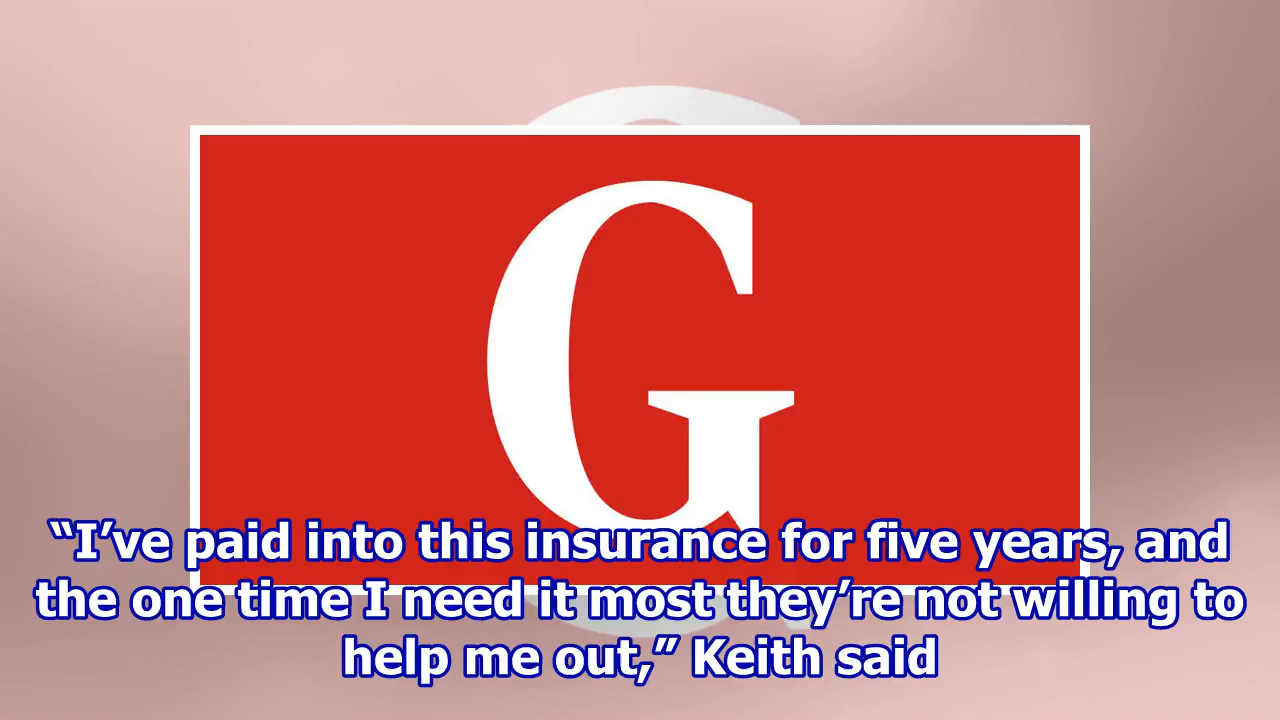 G
“I’ve paid into this insurance for five years, and
the one time I need it most they’re not willing to
help me out,” Keith said